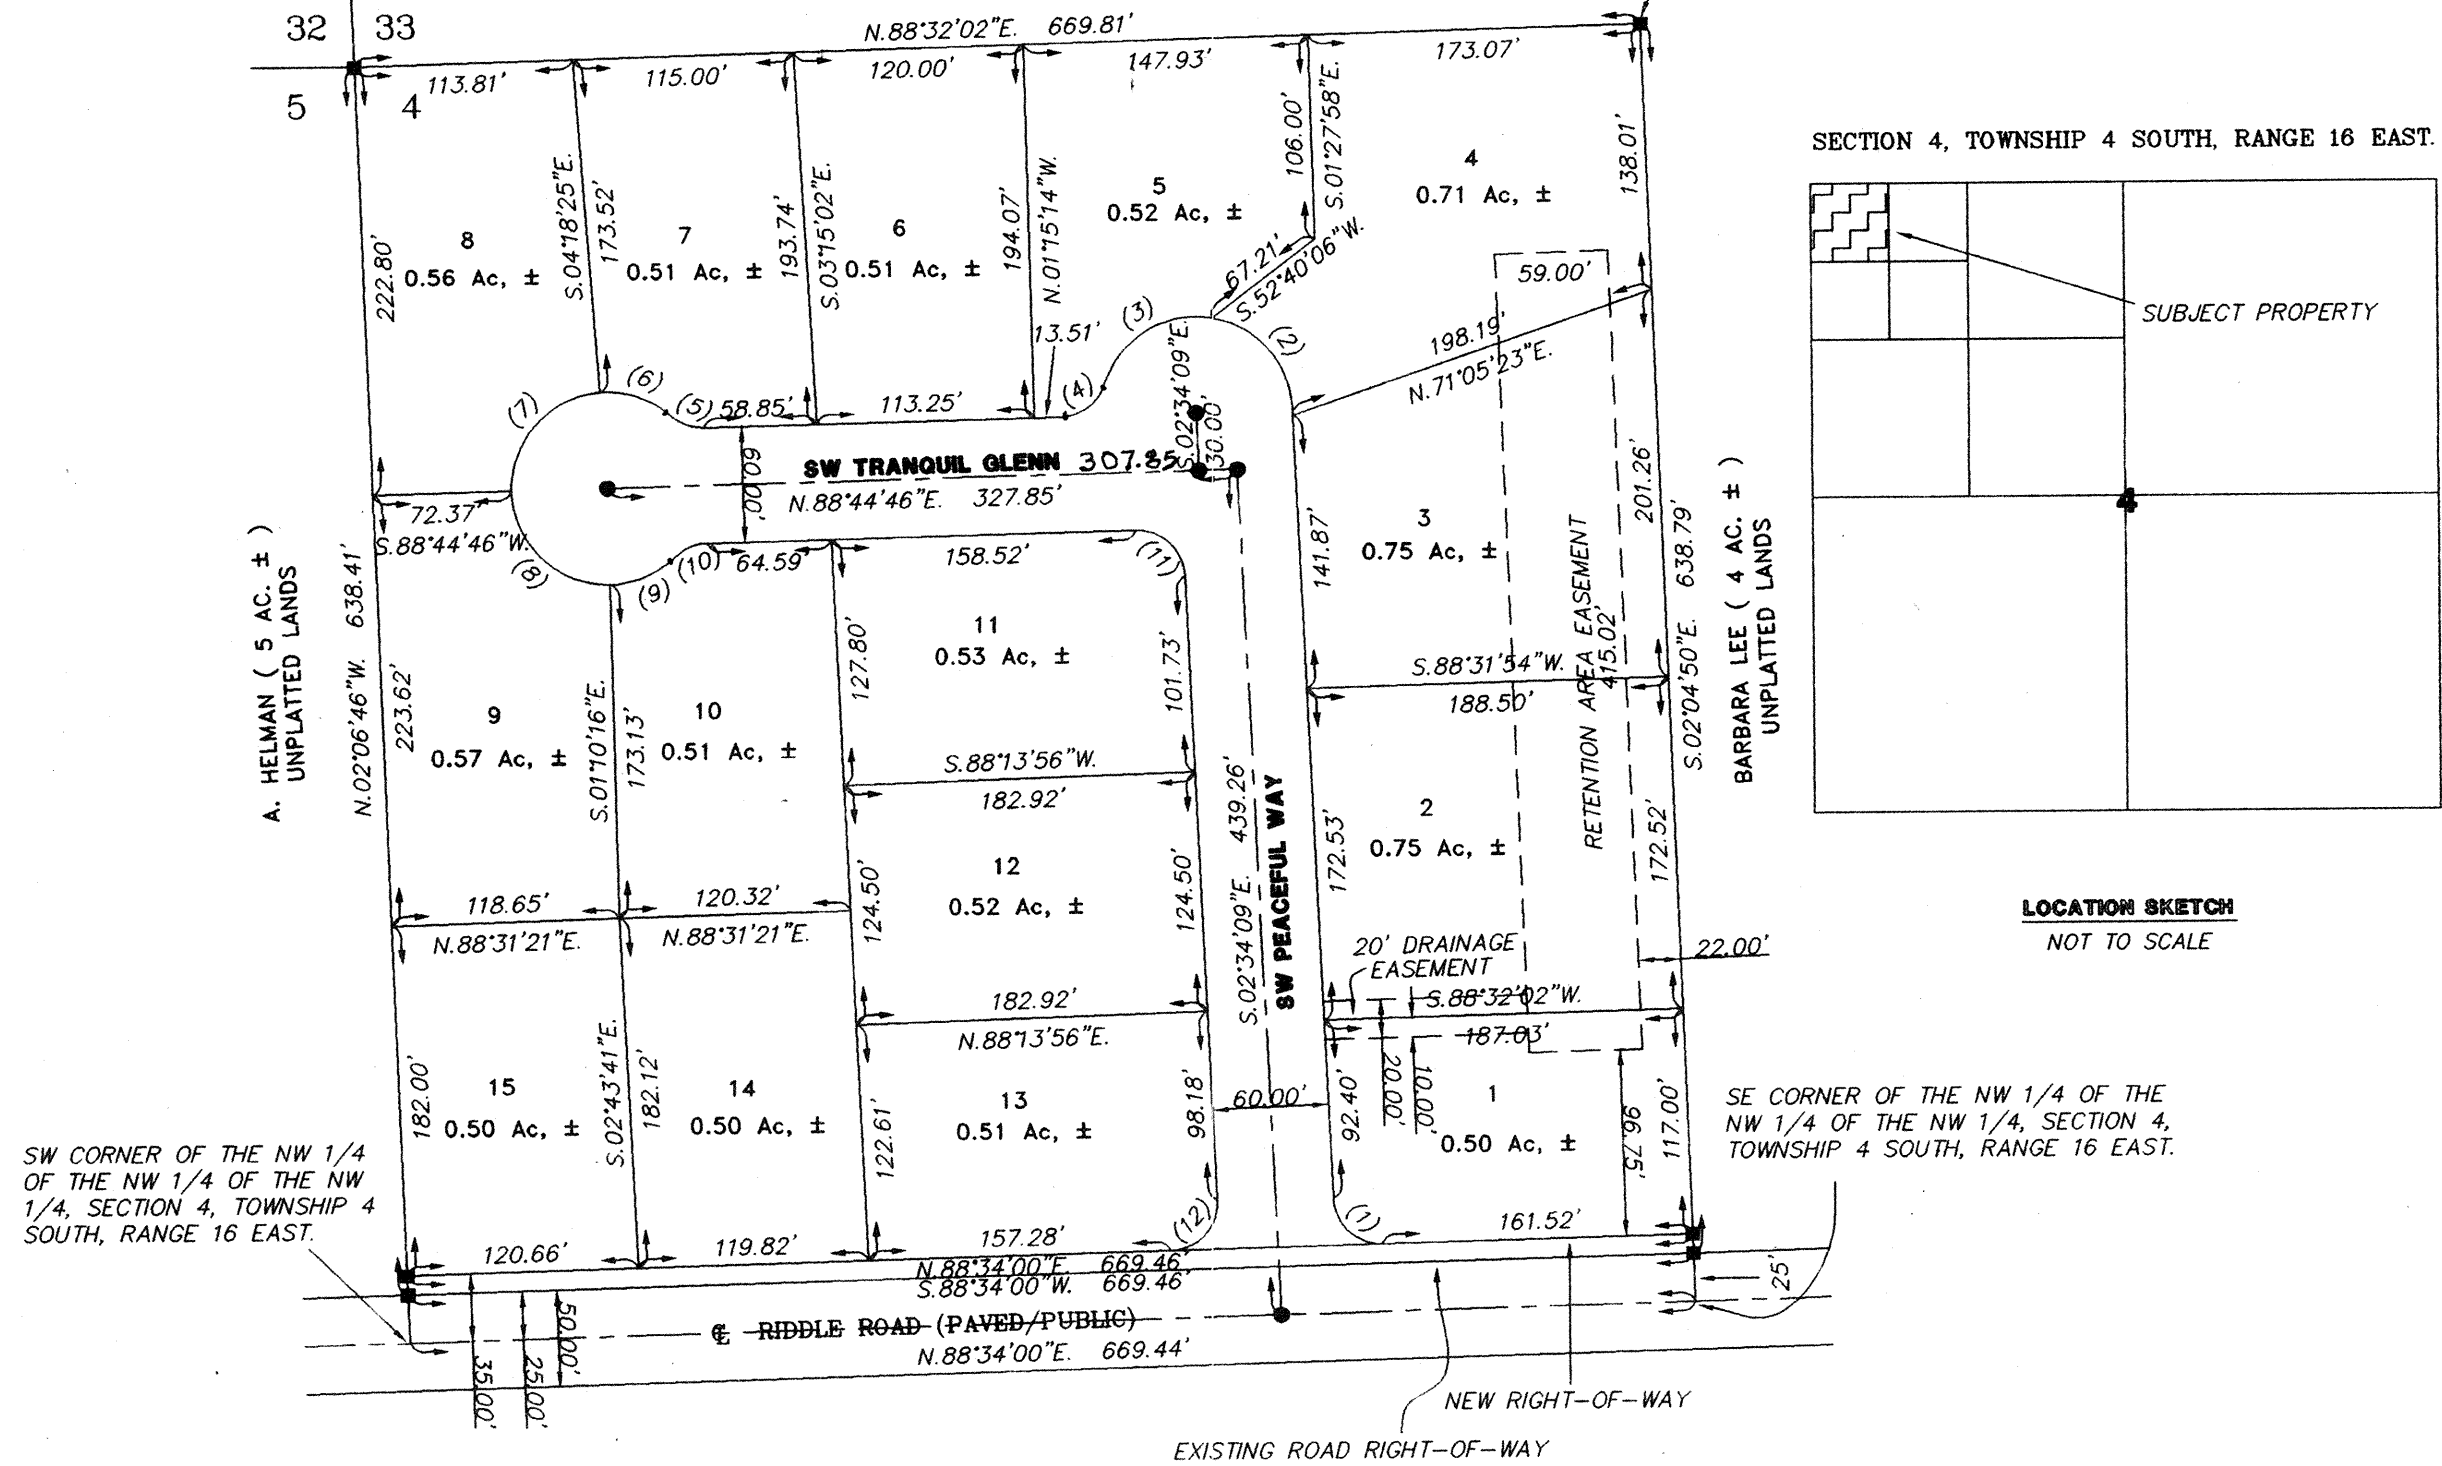 32 33
5 4
N.88°32'02"E. 669.81'
113.81'
115.00'
120.00'
147.93'
173.07'
222.80'
8
0.56 Ac, ±
S.04°18'25"E.
173.52'
7
0.51 Ac, ±
193.74'
S.03°15'02"E.
6
0.51 Ac, ±
194.07'
N.01°15'14"W.
5
0.52 Ac, ±
106.00'
S.01°27'58"E.
4
0.71 Ac, ±
138.01'
67.21'
S.52°40'06"W.
59.00'
198.19'
N.71°05'23"E.
13.51'
(3)
(2)
(4)
(6)
(5)
(7)
58.85'
113.25'
S.02°34'09"E.
30.00'
SW TRANQUIL GLENN 307.85
N.88°44'46"E. 327.85'
60.00'
72.37'
S.88°44'46"W.
(8)
(9)
(10)
64.59'
158.52'
(11)
A. HELMAN ( 5 AC. ± )
UNPLATTED LANDS
N.02°06'46"W. 638.41'
223.62'
9
0.57 Ac, ±
S.01°10'16"E.
173.13'
10
0.51 Ac, ±
127.80'
11
0.53 Ac, ±
101.73'
S.88°13'56"W.
182.92'
141.87'
3
0.75 Ac, ±
201.26'
S.02°04'50"E. 638.79'
BARBARA LEE ( 4 AC. ± )
UNPLATTED LANDS
RETENTION AREA EASEMENT
415.02'
S.88°31'54"W.
188.50'
118.65'
N.88°31'21"E.
120.32'
N.88°31'21"E.
124.50'
12
0.52 Ac, ±
124.50'
182.92'
N.88°13'56"E.
S.02°34'09"E. 439.26'
SW PEACEFUL WAY
172.53'
2
0.75 Ac, ±
172.52'
20' DRAINAGE
EASEMENT
22.00'
S.88°32'02"W.
187.03'
182.00'
15
0.50 Ac, ±
S.02°43'41"E.
182.12'
14
0.50 Ac, ±
122.61'
13
0.51 Ac, ±
98.18'
60.00'
92.40'
20.00'
10.00'
1
0.50 Ac, ±
96.75'
117.00'
120.66'
119.82'
157.28'
(12)
(1)
161.52'
N.88°34'00"E. 669.46'
S.88°34'00"W. 669.46'
℄ RIDDLE ROAD (PAVED/PUBLIC)
N.88°34'00"E. 669.44'
35.00'
25.00'
50.00'
25'
SW CORNER OF THE NW 1/4
OF THE NW 1/4 OF THE NW
1/4, SECTION 4, TOWNSHIP 4
SOUTH, RANGE 16 EAST.
SE CORNER OF THE NW 1/4 OF THE
NW 1/4 OF THE NW 1/4, SECTION 4,
TOWNSHIP 4 SOUTH, RANGE 16 EAST.
NEW RIGHT-OF-WAY
EXISTING ROAD RIGHT-OF-WAY
SECTION 4, TOWNSHIP 4 SOUTH, RANGE 16 EAST.
SUBJECT PROPERTY
4
LOCATION SKETCH
NOT TO SCALE